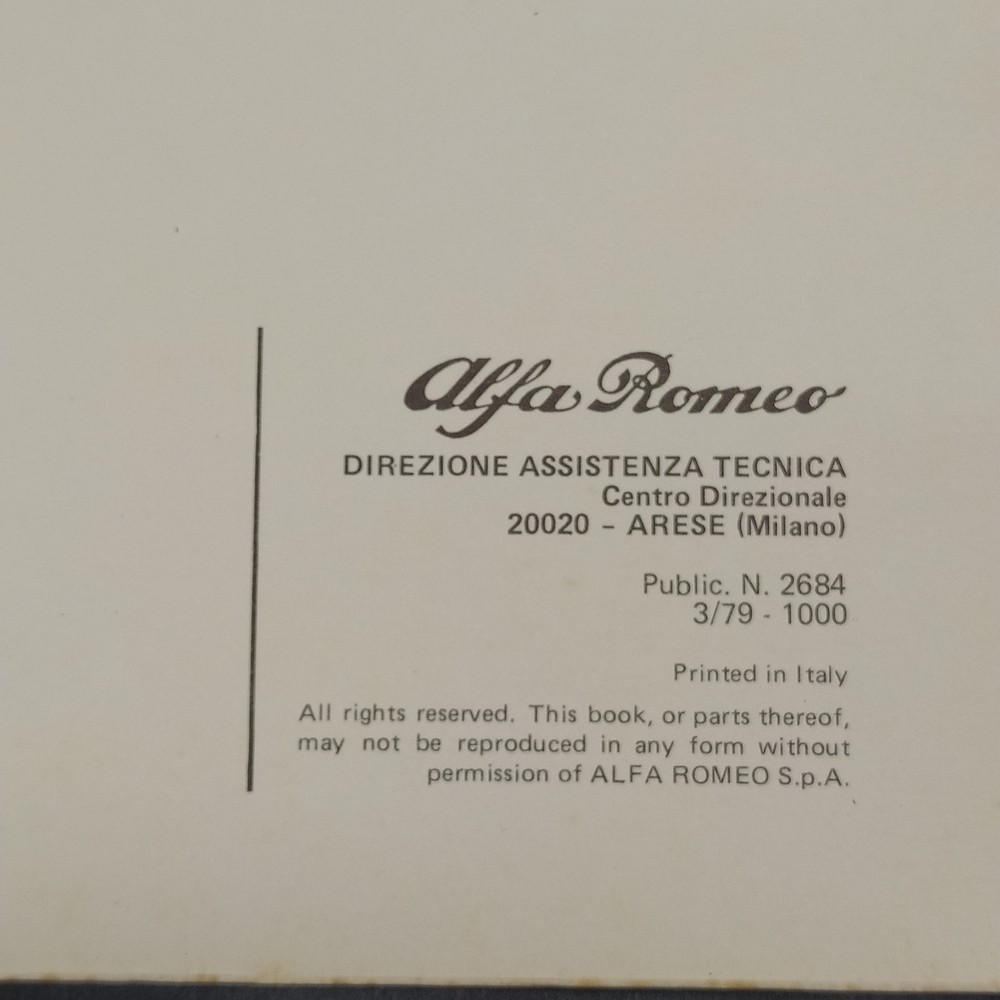 Alfa Romeo
DIREZIONE ASSISTENZA TECNICA
Centro Direzionale
20020 - ARESE (Milano)
Public. N. 2684
3/79 - 1000
Printed in Italy
All rights reserved. This book, or parts thereof,
may not be reproduced in any form without
permission of ALFA ROMEO S.p.A.